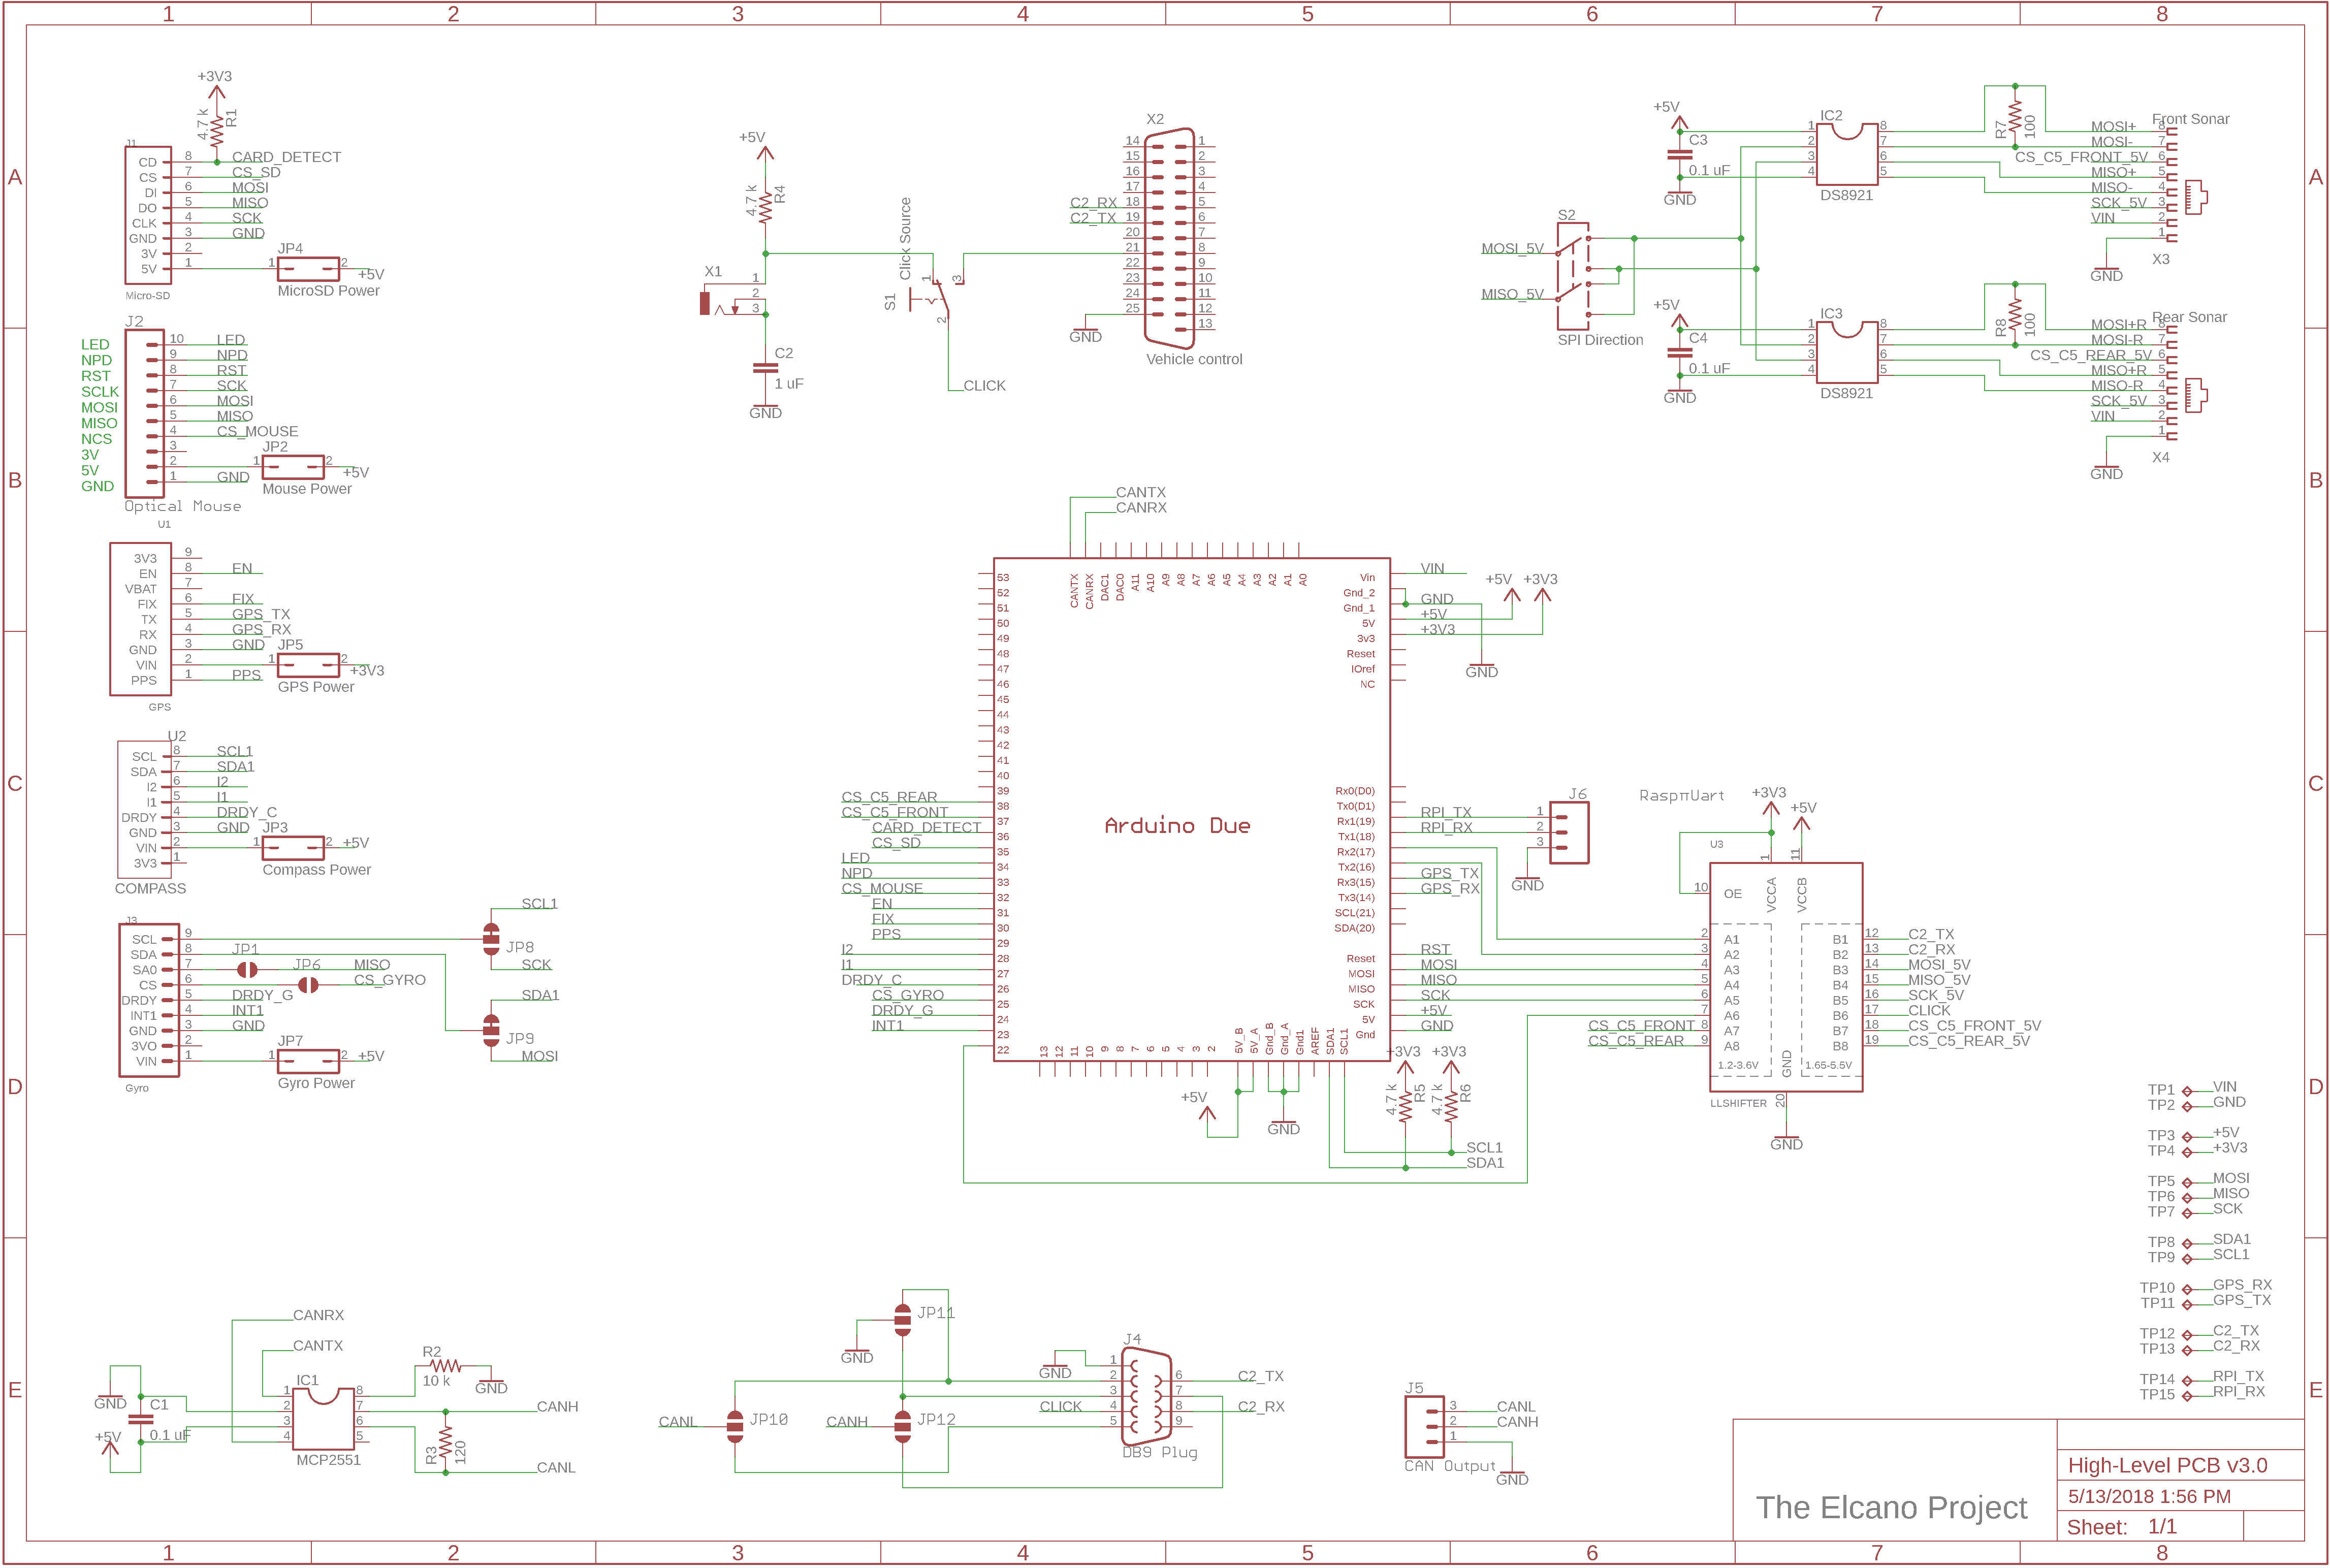 1 2 3 4 5 6 7 8
A B C D E
A B C D E
+3V3
4.7 k
R1
J1
CD 8 CARD_DETECT
CS 7 CS_SD
DI 6 MOSI
DO 5 MISO
CLK 4 SCK
GND 3 GND
3V 2
5V 1
JP4
1 2 +5V
MicroSD Power
Micro-SD
J2
LED 10 LED
NPD 9 NPD
RST 8 RST
SCLK 7 SCK
MOSI 6 MOSI
MISO 5 MISO
NCS 4 CS_MOUSE
3V 3
5V 2
GND 1 GND
JP2
1 2 +5V
Mouse Power
Optical Mouse
U1
3V3 9
EN 8 EN
VBAT 7
FIX 6 FIX
TX 5 GPS_TX
RX 4 GPS_RX
GND 3 GND
VIN 2
PPS 1 PPS
JP5
1 2 +3V3
GPS Power
GPS
U2
SCL 8 SCL1
SDA 7 SDA1
I2 6 I2
I1 5 I1
DRDY 4 DRDY_C
GND 3 GND
VIN 2
3V3 1
JP3
1 2 +5V
Compass Power
COMPASS
J3
SCL 9
SDA 8
SA0 7
CS 6
DRDY 5 DRDY_G
INT1 4 INT1
GND 3 GND
3VO 2
VIN 1
JP1
JP6
MISO
CS_GYRO
JP7
1 2 +5V
Gyro Power
Gyro
SCL1
JP8
SCK
SDA1
JP9
MOSI
+5V
4.7 k
R4
X1
1
2
3
C2
1 uF
GND
Click Source
S1
1
3
2
CLICK
X2
14 1
15 2
16 3
17 4
C2_RX 18 5
C2_TX 19 6
20 7
21 8
22 9
23 10
24 11
25 12
13
GND
Vehicle control
S2
MOSI_5V
MISO_5V
SPI Direction
+5V
C3
0.1 uF
GND
IC2
1 8
2 7
3 6
4 5
DS8921
R7
100
Front Sonar
MOSI+ 8
MOSI- 7
CS_C5_FRONT_5V 6
MISO+ 5
MISO- 4
SCK_5V 3
VIN 2
1
GND
X3
+5V
C4
0.1 uF
GND
IC3
1 8
2 7
3 6
4 5
DS8921
R8
100
Rear Sonar
MOSI+R 8
MOSI-R 7
CS_C5_REAR_5V 6
MISO+R 5
MISO-R 4
SCK_5V 3
VIN 2
1
GND
X4
CANTX
CANRX
CANTX CANRX DAC1 DAC0 A11 A10 A9 A8 A7 A6 A5 A4 A3 A2 A1 A0
53
52
51
50
49
48
47
46
45
44
43
42
41
40
39
CS_C5_REAR 38
CS_C5_FRONT 37
CARD_DETECT 36
CS_SD 35
LED 34
NPD 33
CS_MOUSE 32
EN 31
FIX 30
PPS 29
I2 28
I1 27
DRDY_C 26
CS_GYRO 25
DRDY_G 24
INT1 23
22
Arduino Due
Vin VIN
Gnd_2
Gnd_1 GND
5V +5V
3v3 +3V3
Reset
IOref
NC
+5V +3V3
GND
Rx0(D0)
Tx0(D1)
Rx1(19) RPI_TX
Tx1(18) RPI_RX
Rx2(17)
Tx2(16)
Rx3(15) GPS_TX
Tx3(14) GPS_RX
SCL(21)
SDA(20)
Reset RST
MOSI MOSI
MISO MISO
SCK SCK
5V +5V
Gnd GND
13 12 11 10 9 8 7 6 5 4 3 2 5V_B 5V_A Gnd_B Gnd_A Gnd1 AREF SDA1 SCL1
+5V
GND
+3V3 +3V3
4.7 k
R5
4.7 k
R6
SCL1
SDA1
J6
1
2
3
GND
RaspπUart
+3V3
+5V
U3
1 11
10 OE
VCCA VCCB
2 A1 B1 12 C2_TX
3 A2 B2 13 C2_RX
4 A3 B3 14 MOSI_5V
5 A4 B4 15 MISO_5V
6 A5 B5 16 SCK_5V
7 A6 B6 17 CLICK
CS_C5_FRONT 8 A7 B7 18 CS_C5_FRONT_5V
CS_C5_REAR 9 A8 B8 19 CS_C5_REAR_5V
1.2-3.6V GND 1.65-5.5V
LLSHIFTER 20
GND
TP1 VIN
TP2 GND
TP3 +5V
TP4 +3V3
TP5 MOSI
TP6 MISO
TP7 SCK
TP8 SDA1
TP9 SCL1
TP10 GPS_RX
TP11 GPS_TX
TP12 C2_TX
TP13 C2_RX
TP14 RPI_TX
TP15 RPI_RX
CANRX
CANTX
GND
C1
0.1 uF
+5V
IC1
1 8
2 7
3 6
4 5
MCP2551
R2
10 k
GND
R3
120
CANH
CANL
JP11
GND
CANL JP10
CANH JP12
J4
GND
1
2
3
CLICK 4
5
6 C2_TX
7
8 C2_RX
9
DB9 Plug
J5
3 CANL
2 CANH
1
CAN Output
GND
The Elcano Project
High-Level PCB v3.0
5/13/2018 1:56 PM
Sheet: 1/1
1 2 3 4 5 6 7 8